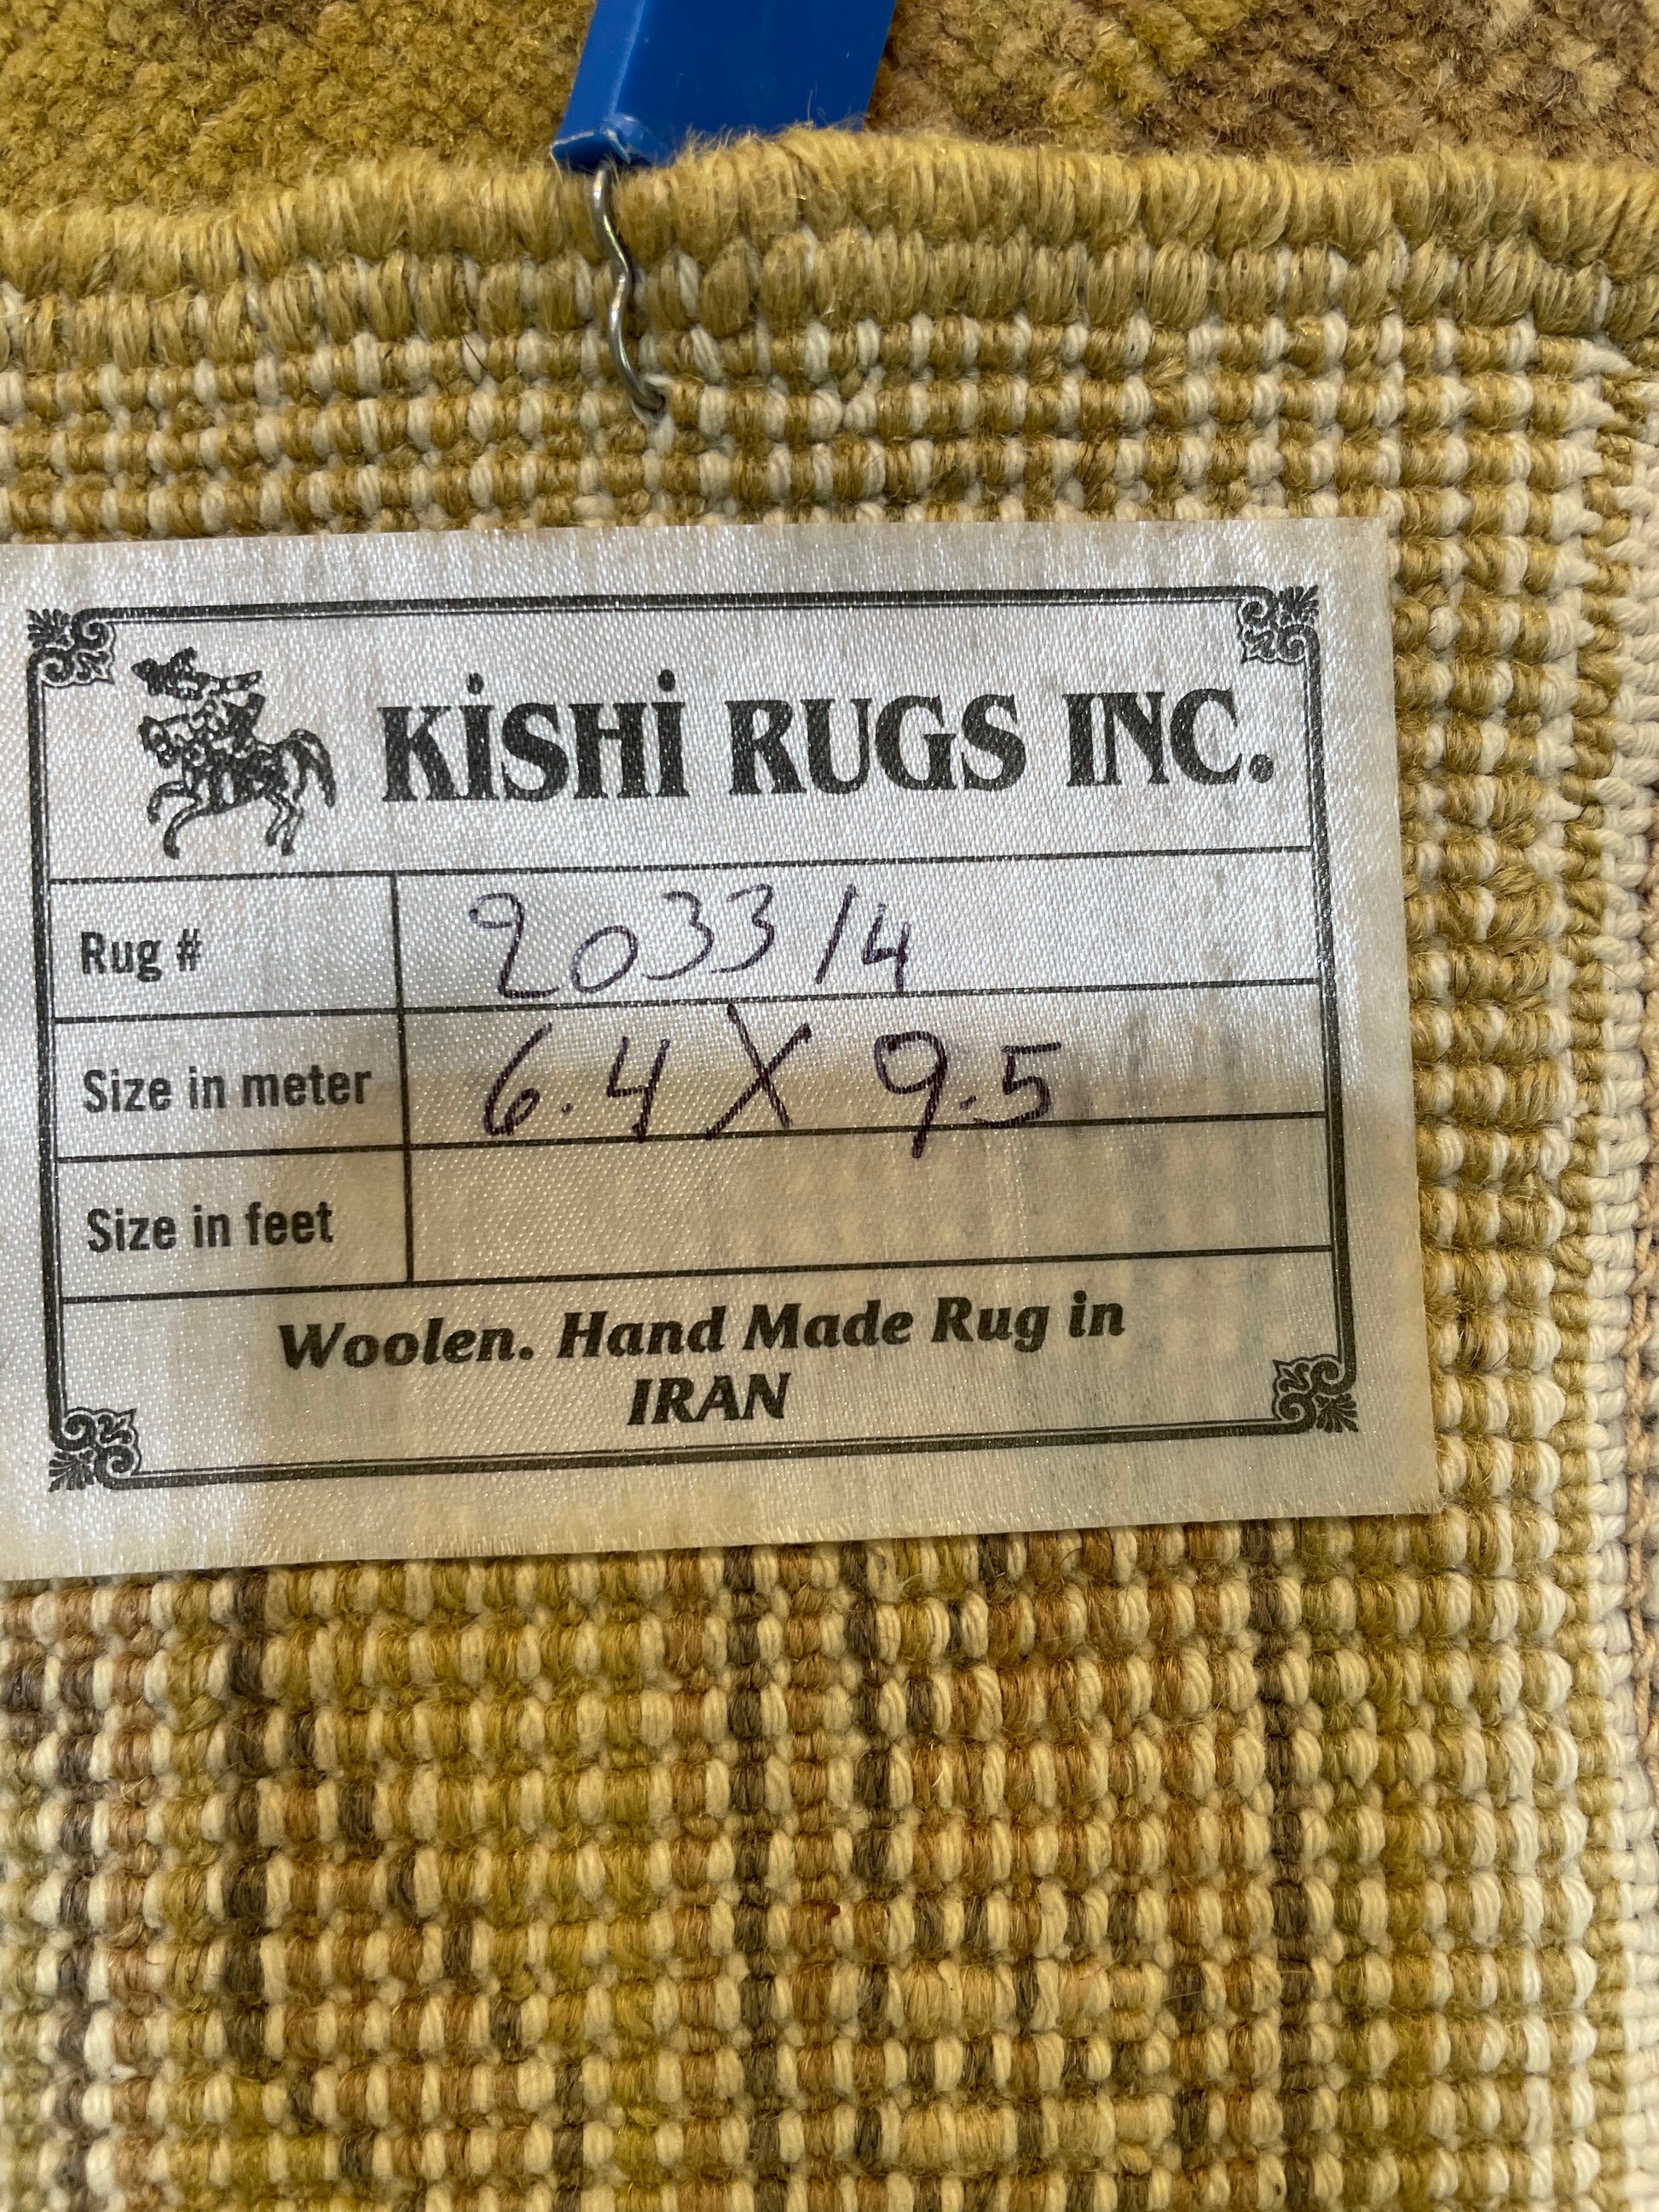 KiSHi RUGS INC.
Rug # 203314
Size in meter 6.4 X 9.5
Size in feet
Woolen. Hand Made Rug in
IRAN